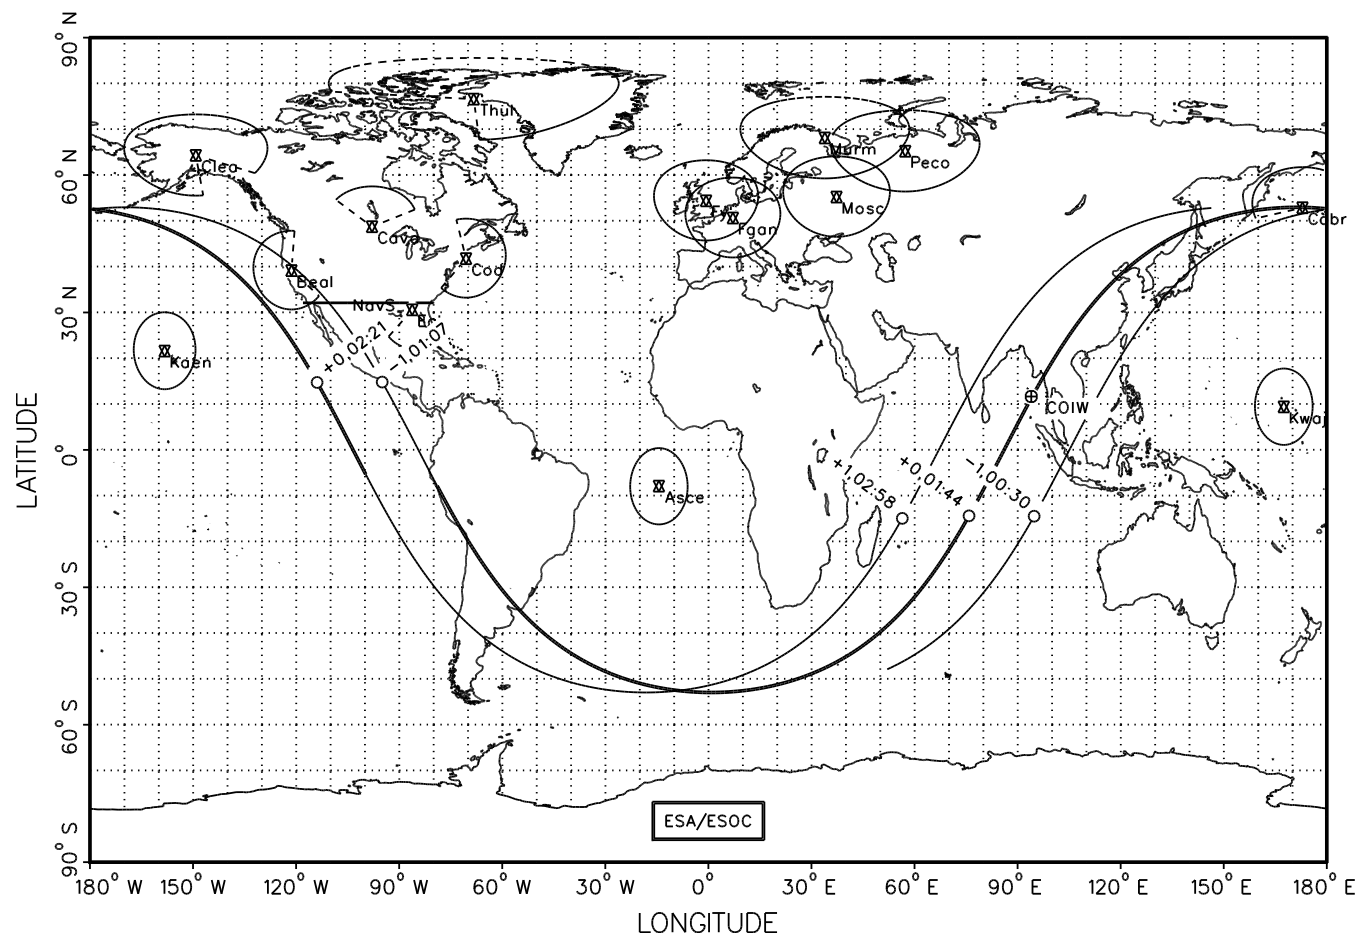 90° N
60° N
30° N
0°
30° S
60° S
90° S
LATITUDE
Thul
Clea
Murm
Peco
Mosc
Fy
Fgan
Cava
Cod
Beal
NavS
Kaen
+0.02:21
-1.01:07
Cobr
COIW
Kwaj
Asce
+1.02:58
+0.01:44
-1.00:30
ESA/ESOC
180° W 150° W 120° W 90° W 60° W 30° W 0° 30° E 60° E 90° E 120° E 150° E 180° E
LONGITUDE